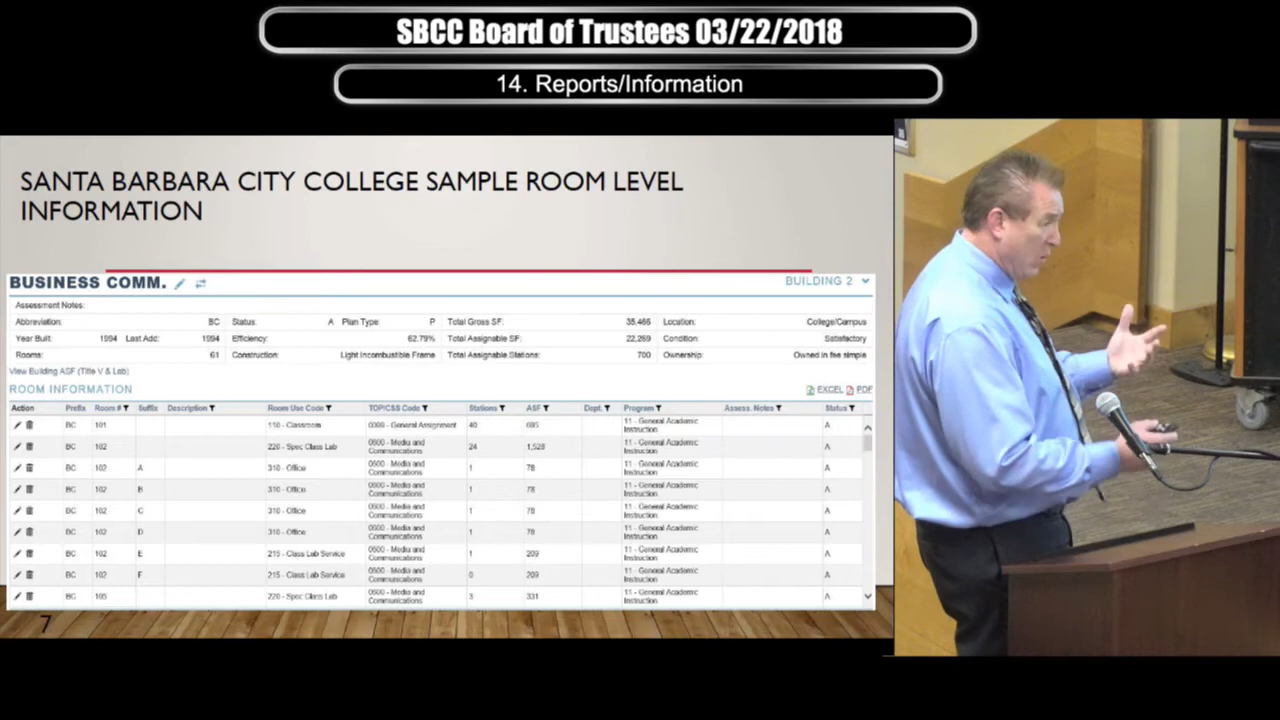 SBCC Board of Trustees 03/22/2018
14. Reports/Information
SANTA BARBARA CITY COLLEGE SAMPLE ROOM LEVEL
INFORMATION
BUSINESS COMM. BUILDING 2
Assessment Notes:
Abbreviation: BC Status: A Plan Type: P Total Gross SF: 35,466 Location: College/Campus
Year Built: 1994 Last Add: 1994 Efficiency: 62.79% Total Assignable SF: 22,269 Condition: Satisfactory
Rooms: 61 Construction: Light Incombustible Frame Total Assignable Stations: 700 Ownership: Owned in fee simple
View Building ASF (Title V & Lab)
ROOM INFORMATION EXCEL PDF
Action Prefix Room # Suffix Description Room Use Code TOP/CSS Code Stations ASF Dept. Program Assess. Notes Status
BC 101 110 - Classroom 0099 - General Assignment 40 685 11 - General Academic Instruction A
BC 102 220 - Spec Class Lab 0600 - Media and Communications 24 1,528 11 - General Academic Instruction A
BC 102 A 310 - Office 0600 - Media and Communications 1 78 11 - General Academic Instruction A
BC 102 B 310 - Office 0600 - Media and Communications 1 78 11 - General Academic Instruction A
BC 102 C 310 - Office 0600 - Media and Communications 1 78 11 - General Academic Instruction A
BC 102 D 310 - Office 0600 - Media and Communications 1 78 11 - General Academic Instruction A
BC 102 E 215 - Class Lab Service 0600 - Media and Communications 1 209 11 - General Academic Instruction A
BC 102 F 215 - Class Lab Service 0600 - Media and Communications 0 209 11 - General Academic Instruction A
BC 105 220 - Spec Class Lab 0600 - Media and Communications 3 331 11 - General Academic Instruction A
7